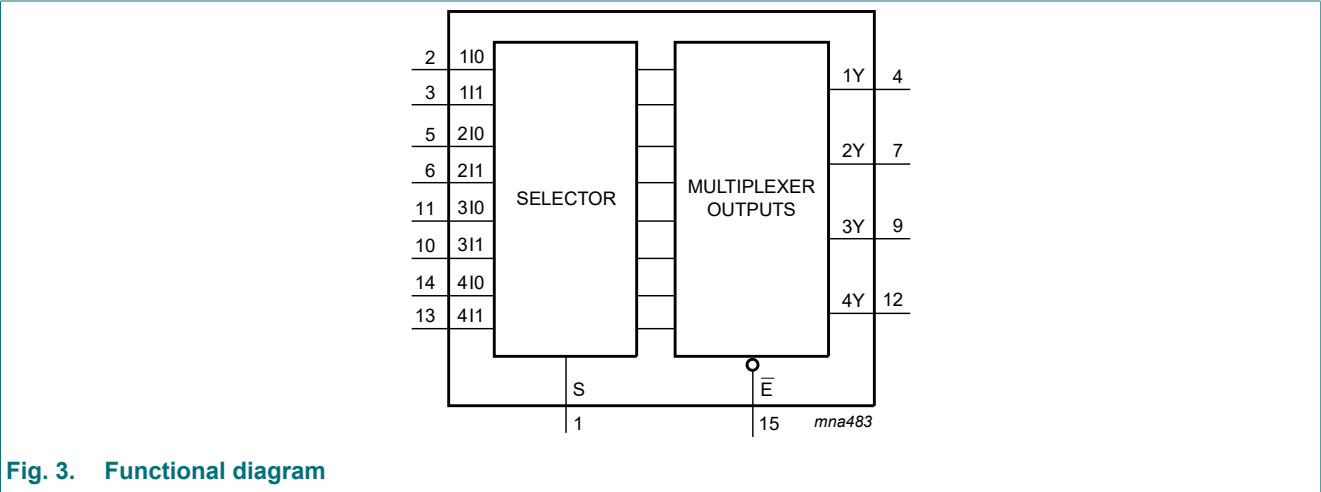 2 1I0
3 1I1
5 2I0
6 2I1
11 3I0
10 3I1
14 4I0
13 4I1
SELECTOR
MULTIPLEXER
OUTPUTS
1Y 4
2Y 7
3Y 9
4Y 12
S
1
E̅
15
mna483
Fig. 3. Functional diagram